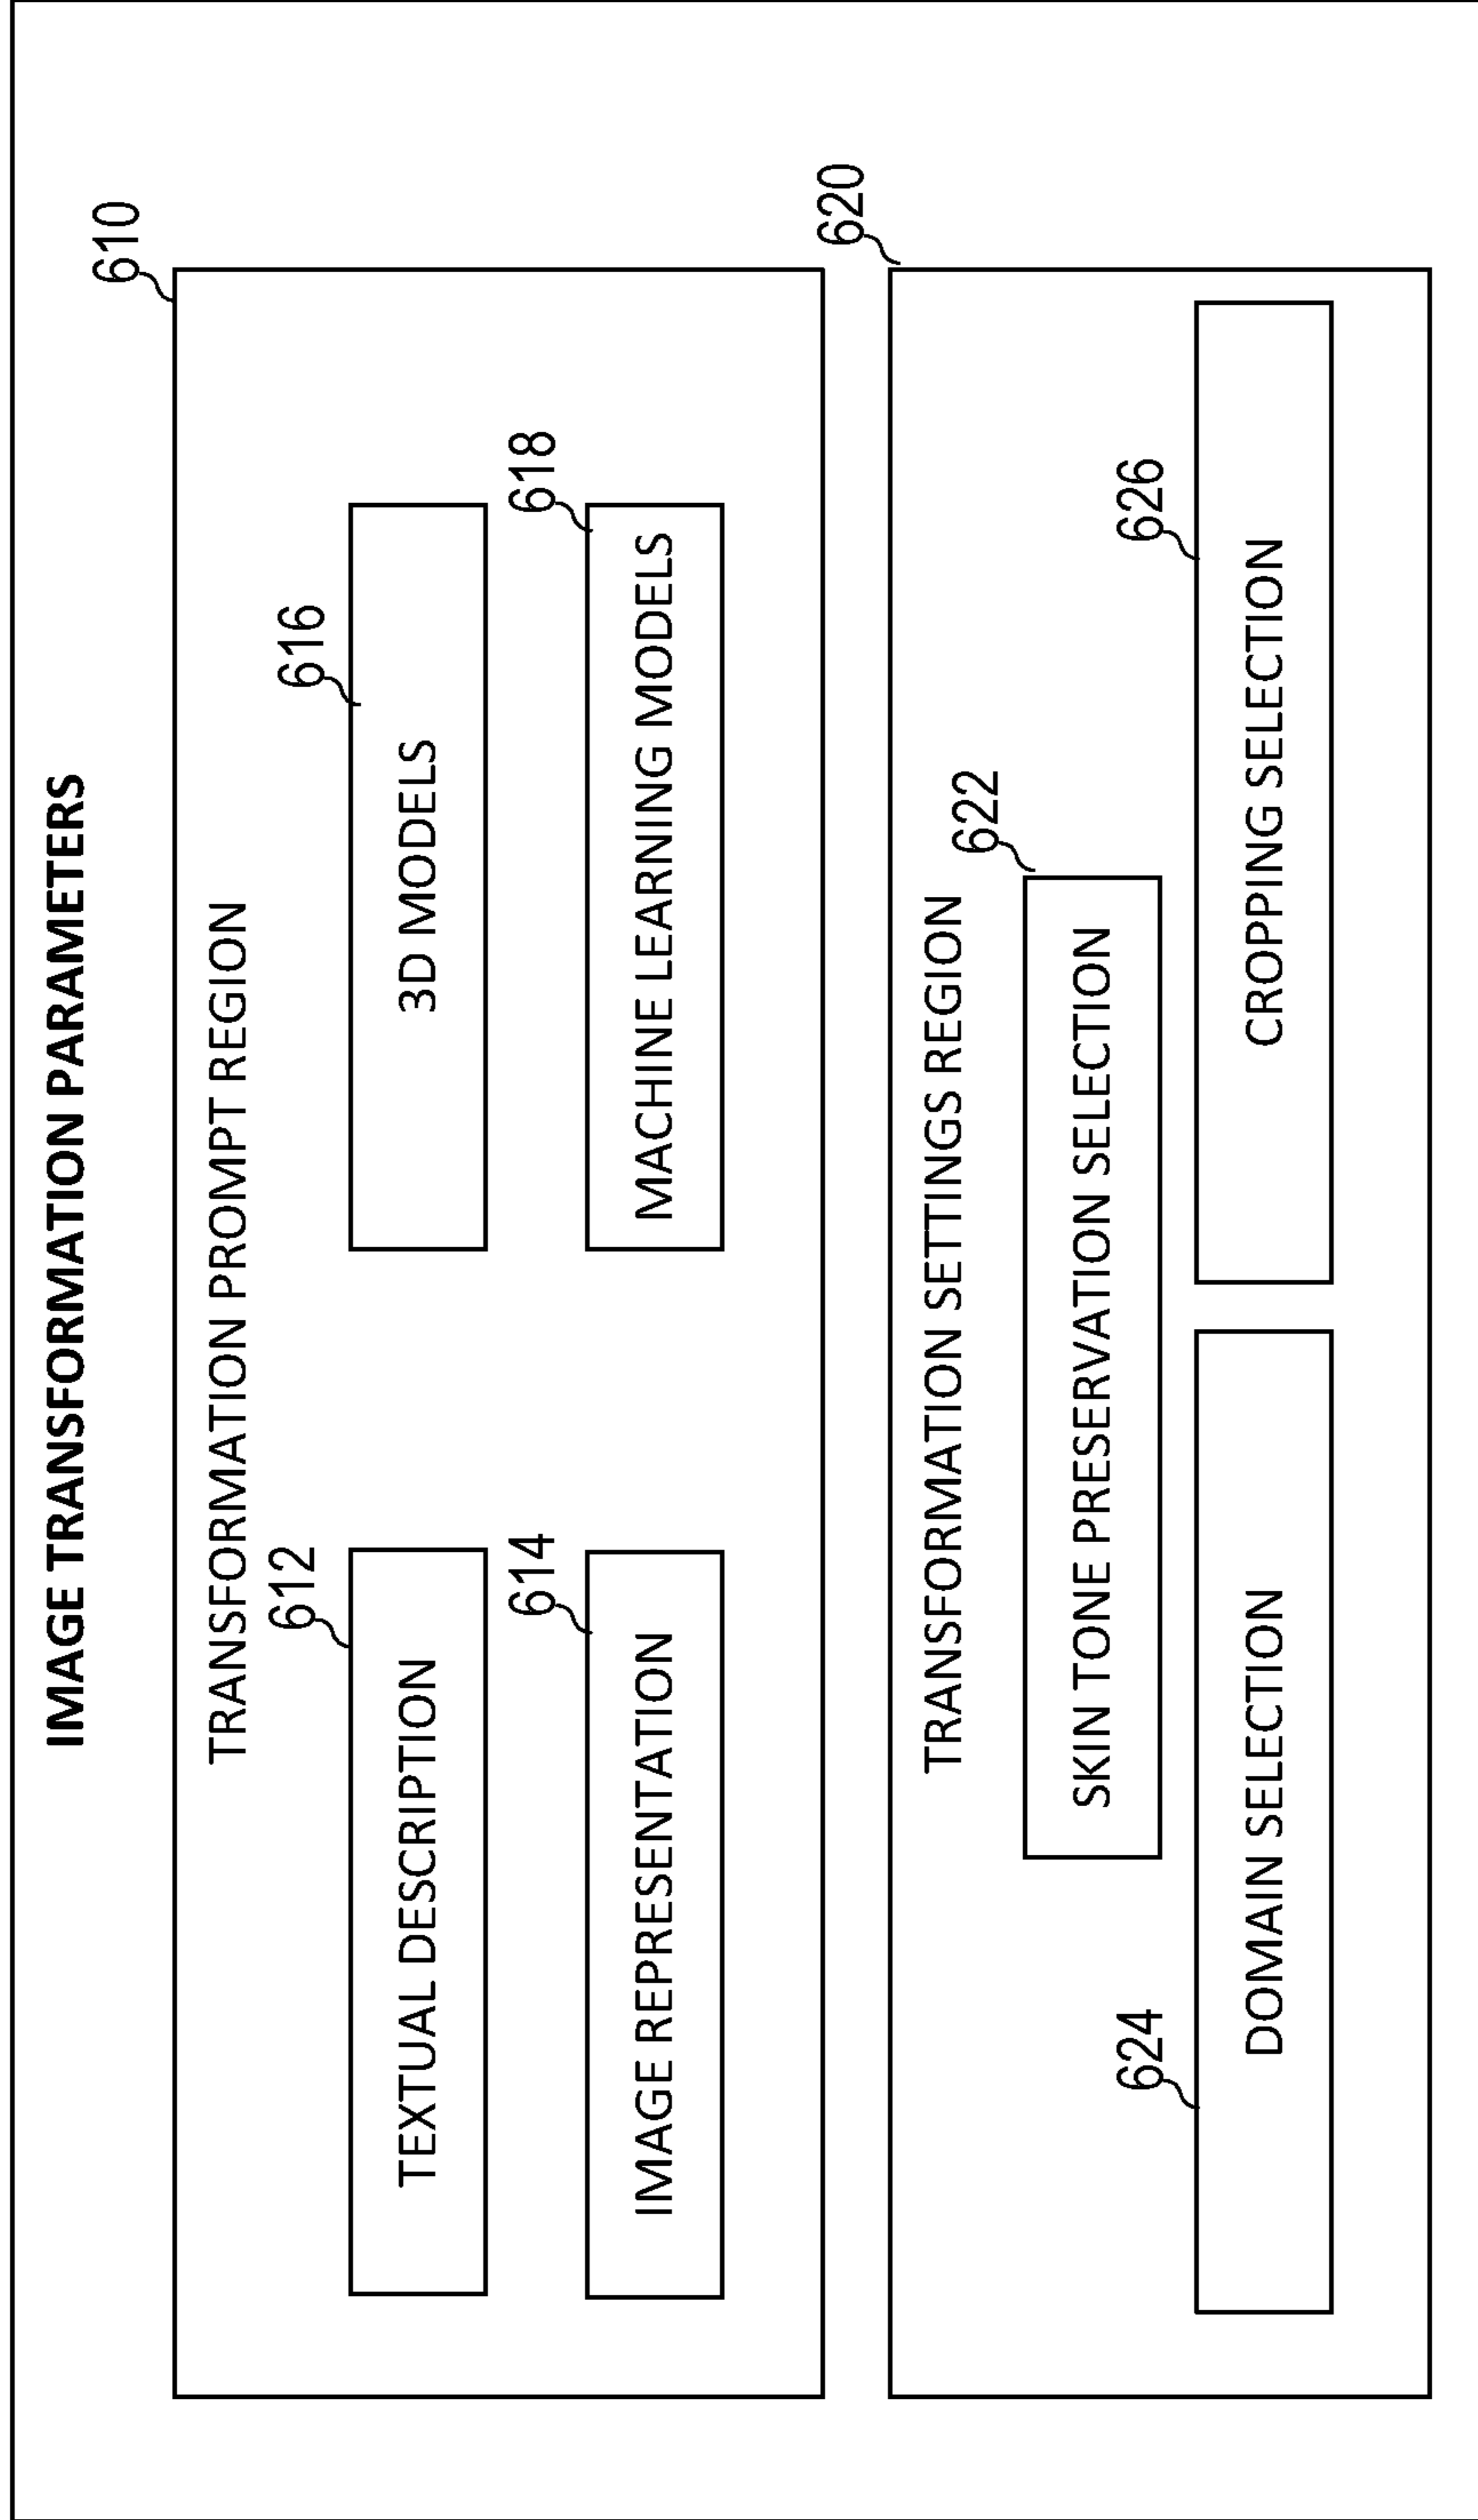 IMAGE TRANSFORMATION PARAMETERS
610
TRANSFORMATION PROMPT REGION
612
TEXTUAL DESCRIPTION
616
3D MODELS
614
IMAGE REPRESENTATION
618
MACHINE LEARNING MODELS
620
TRANSFORMATION SETTINGS REGION
622
SKIN TONE PRESERVATION SELECTION
624
DOMAIN SELECTION
626
CROPPING SELECTION